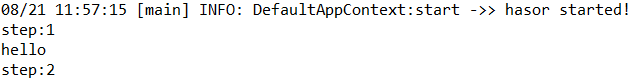 08/21 11:57:15 [main] INFO: DefaultAppContext:start ->> hasor started!
step:1
hello
step:2